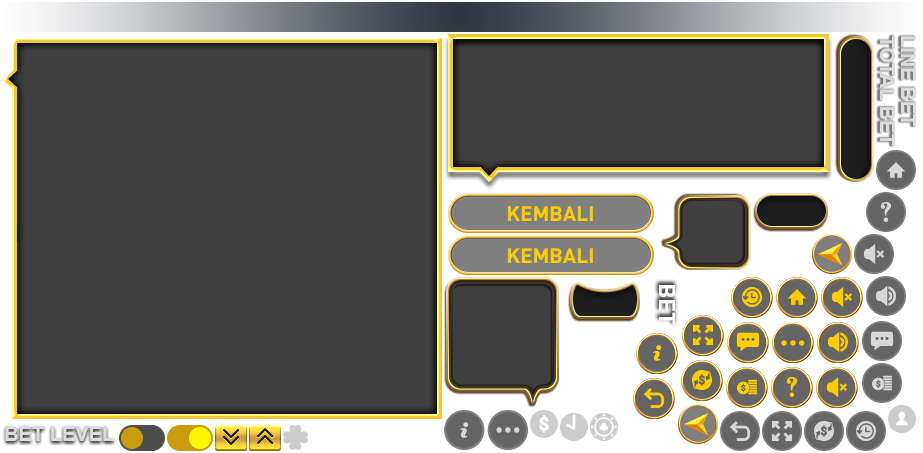 LINE BET
TOTAL BET
KEMBALI
KEMBALI
BET
BET LEVEL